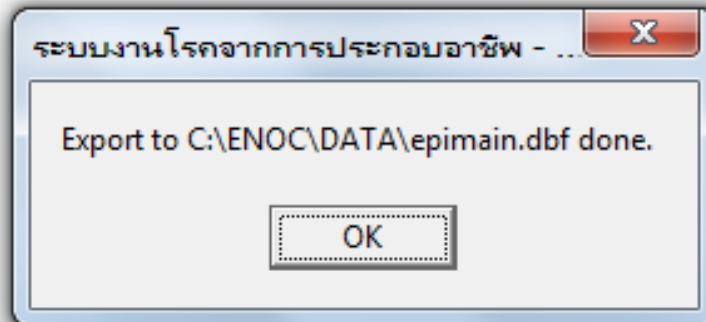 ระบบงานโรคจากการประกอบอาชีพ - ...
Export to C:\ENOC\DATA\epimain.dbf done.
OK